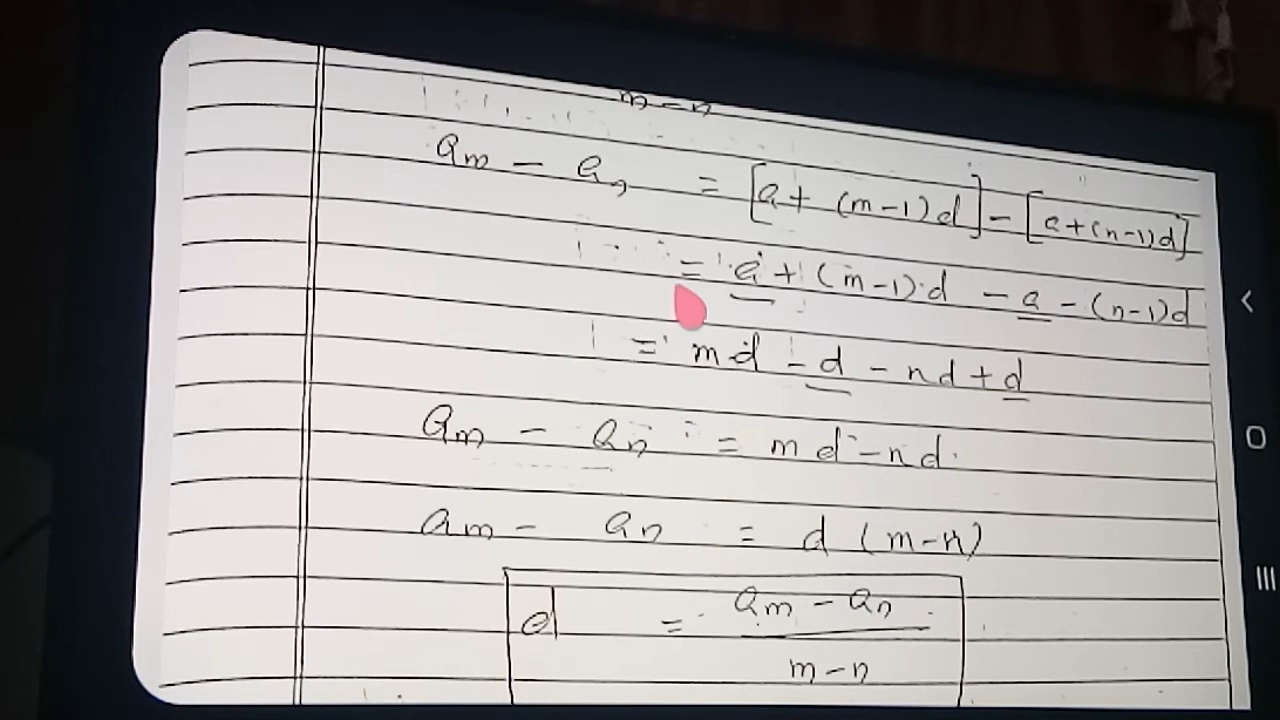 m-n
am - an = [a + (m-1)d] - [a+(n-1)d]
= a + (m-1).d - a - (n-1)d
= md - d - nd + d
am - an = md - nd.
am - an = d (m-n)
d = am - an
m-n